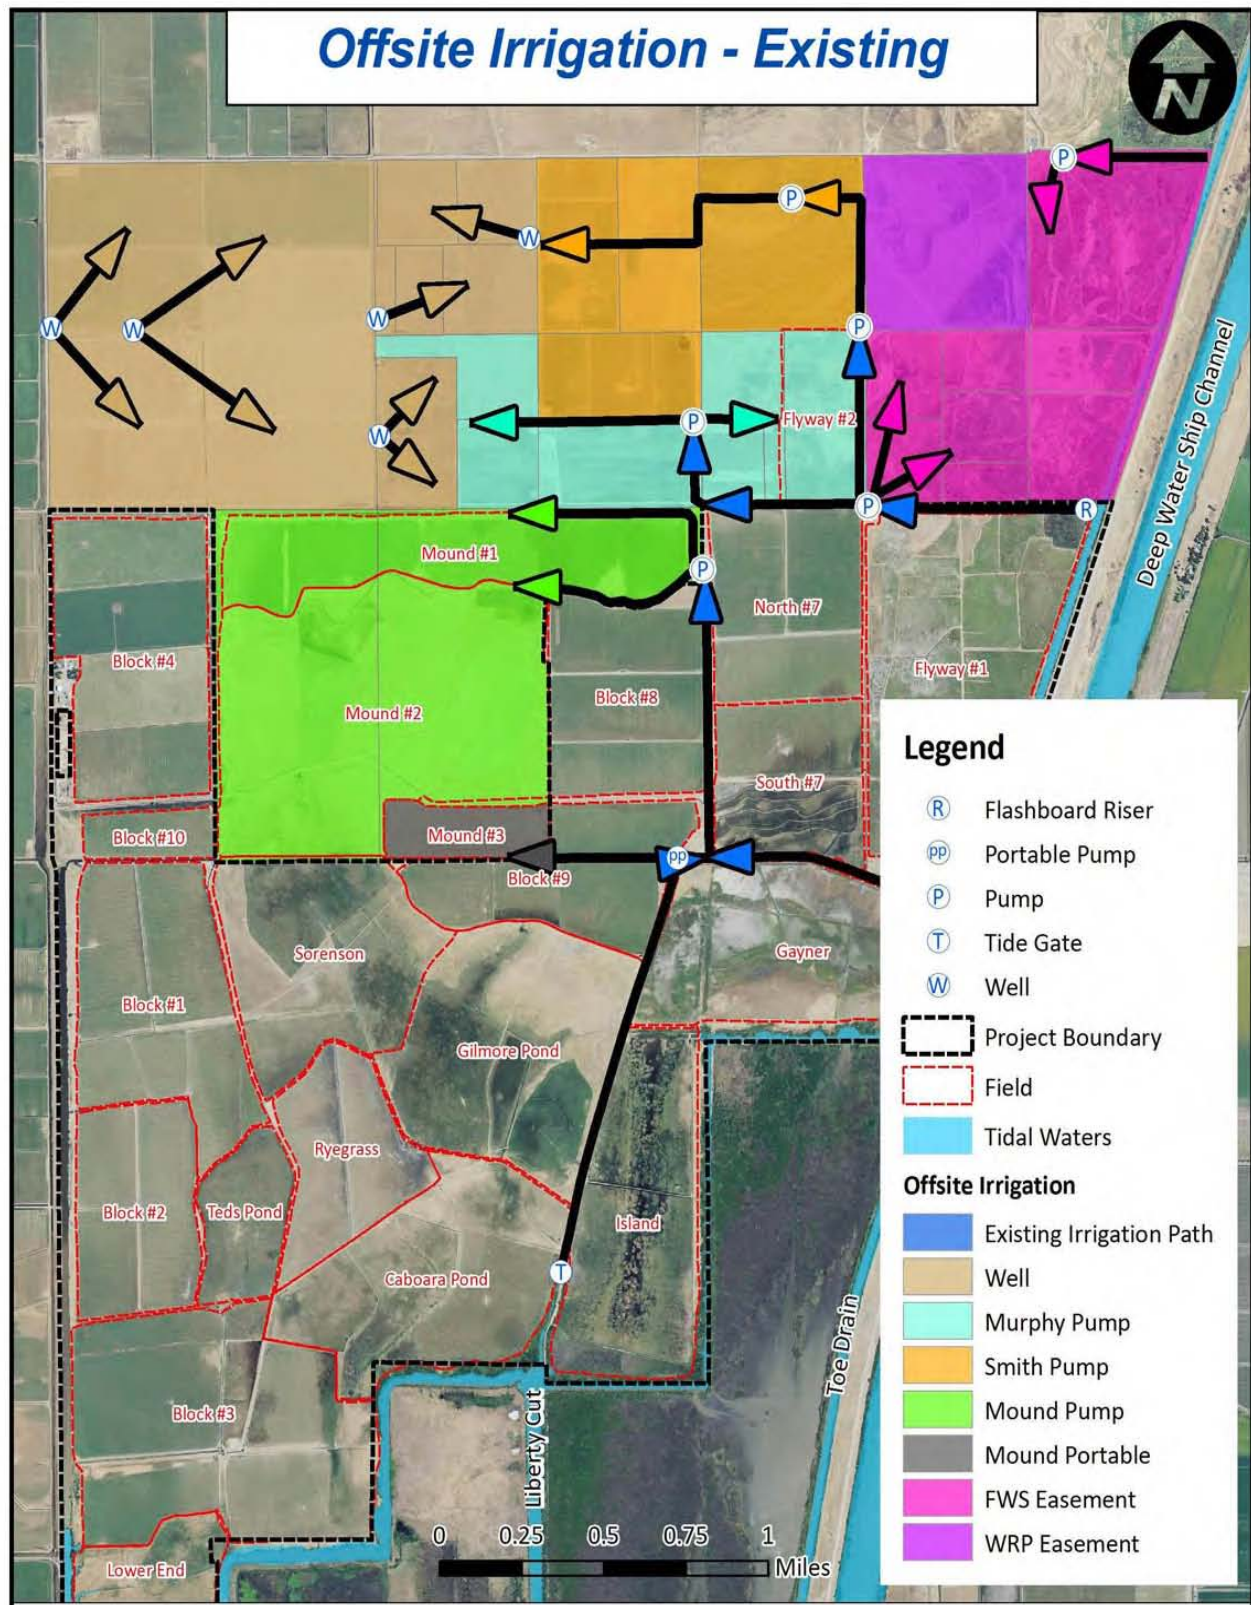 Offsite Irrigation - Existing
N
P
P
W
W
W
W
P
Deep Water Ship Channel
P
Flyway #2
W
P
R
Mound #1
P
North #7
Block #4
Flyway #1
Block #8
Mound #2
South #7
Block #10
Mound #3
PP
Block #9
Sorenson
Gayner
Block #1
Gilmore Pond
Ryegrass
Block #2
Teds Pond
Island
T
Caboara Pond
Toe Drain
Block #3
Liberty Cut
Lower End
0 0.25 0.5 0.75 1
Miles
Legend
R Flashboard Riser
PP Portable Pump
P Pump
T Tide Gate
W Well
Project Boundary
Field
Tidal Waters
Offsite Irrigation
Existing Irrigation Path
Well
Murphy Pump
Smith Pump
Mound Pump
Mound Portable
FWS Easement
WRP Easement